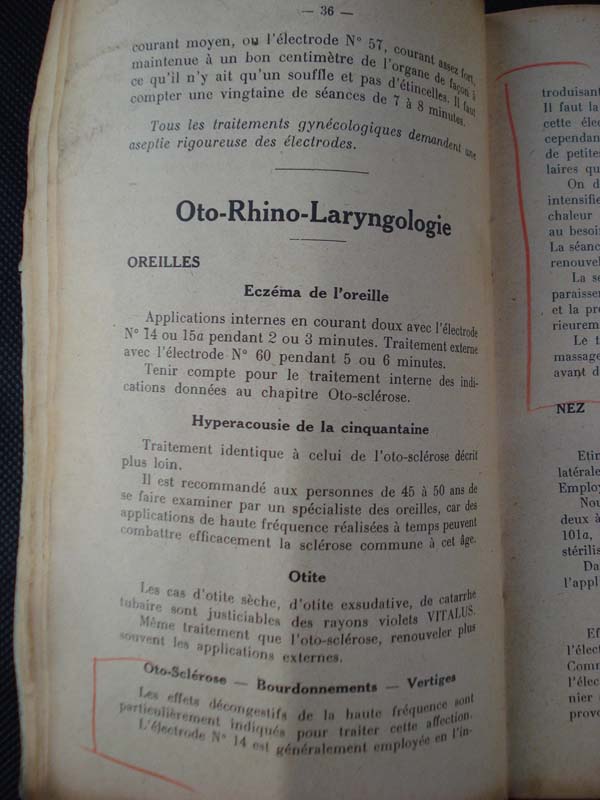 — 36 —
courant moyen, ou l'électrode N° 57, courant assez fort,
maintenue à un bon centimètre de l'organe de façon à
ce qu'il n'y ait qu'un souffle et pas d'étincelles. Il faut
compter une vingtaine de séances de 7 à 8 minutes.
Tous les traitements gynécologiques demandent une
aseptie rigoureuse des électrodes.
Oto-Rhino-Laryngologie
OREILLES
Eczéma de l'oreille
Applications internes en courant doux avec l'électrode
N° 14 ou 15a pendant 2 ou 3 minutes. Traitement externe
avec l'électrode N° 60 pendant 5 ou 6 minutes.
Tenir compte pour le traitement interne des indi-
cations données au chapitre Oto-sclérose.
Hyperacousie de la cinquantaine
Traitement identique à celui de l'oto-sclérose décrit
plus loin.
Il est recommandé aux personnes de 45 à 50 ans de
se faire examiner par un spécialiste des oreilles, car des
applications de haute fréquence réalisées à temps peuvent
combattre efficacement la sclérose commune à cet âge.
Otite
Les cas d'otite sèche, d'otite exsudative, de catarrhe
tubaire sont justiciables des rayons violets VITALUS.
Même traitement que l'oto-sclérose, renouveler plus
souvent les applications externes.
Oto-Sclérose — Bourdonnements — Vertiges
Les effets décongestifs de la haute fréquence sont
particulièrement indiqués pour traiter cette affection.
L'électrode N° 14 est généralement employée en l'in-
troduisant
Il faut la
cette élec
cependan
de petites
laires qu
On d
intensifie
chaleur
au besoi
La séanc
renouvel
La se
paraisser
et la pre
rieuremer
Le t
massage
avant d
NEZ
Etin
latérale
Employ
Nou
deux à
101a,
stérilis
Da
l'appl
Ef
l'élect
Comm
l'élec
nier
provo